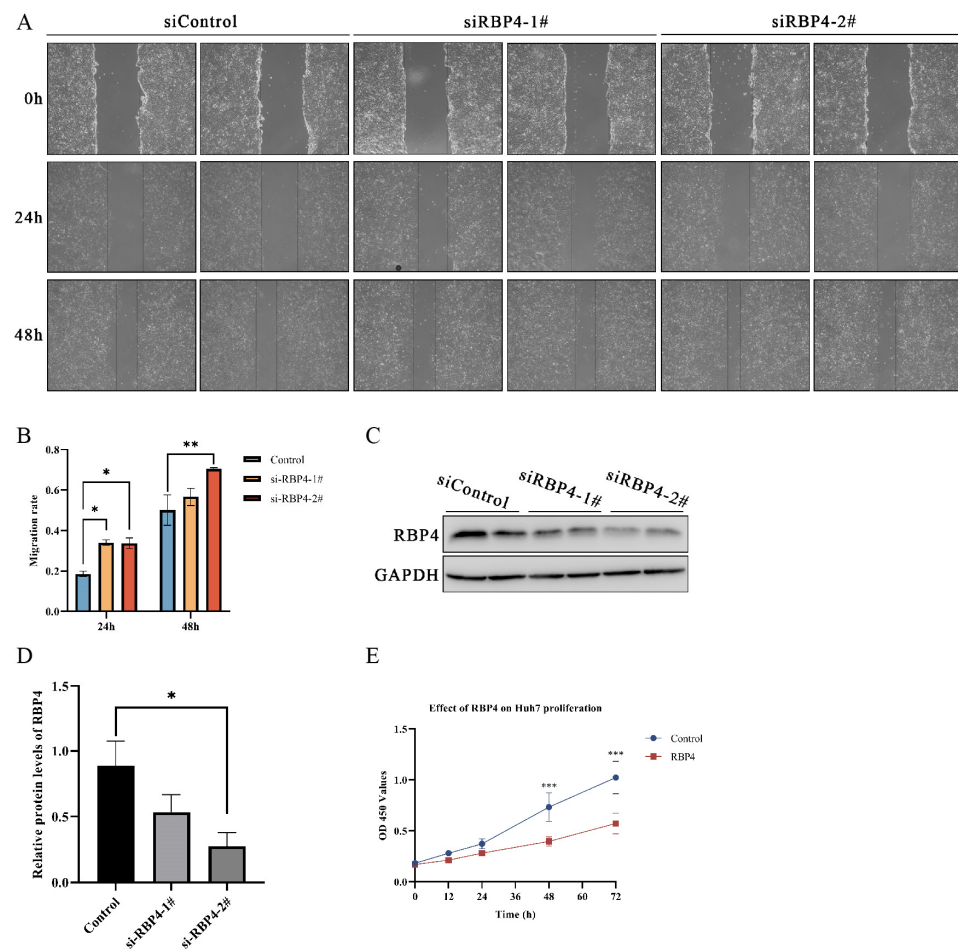 A
siControl siRBP4-1# siRBP4-2#
0h
24h
48h
B
Migration rate
0.8
0.6
0.4
0.2
0.0
24h 48h
*
*
**
Control
si-RBP4-1#
si-RBP4-2#
C
siControl siRBP4-1# siRBP4-2#
RBP4
GAPDH
D
Relative protein levels of RBP4
1.5
1.0
0.5
0.0
*
Control si-RBP4-1# si-RBP4-2#
E
Effect of RBP4 on Huh7 proliferation
OD 450 Values
1.5
1.0
0.5
0.0
0 12 24 36 48 60 72
Time (h)
***
***
Control
RBP4